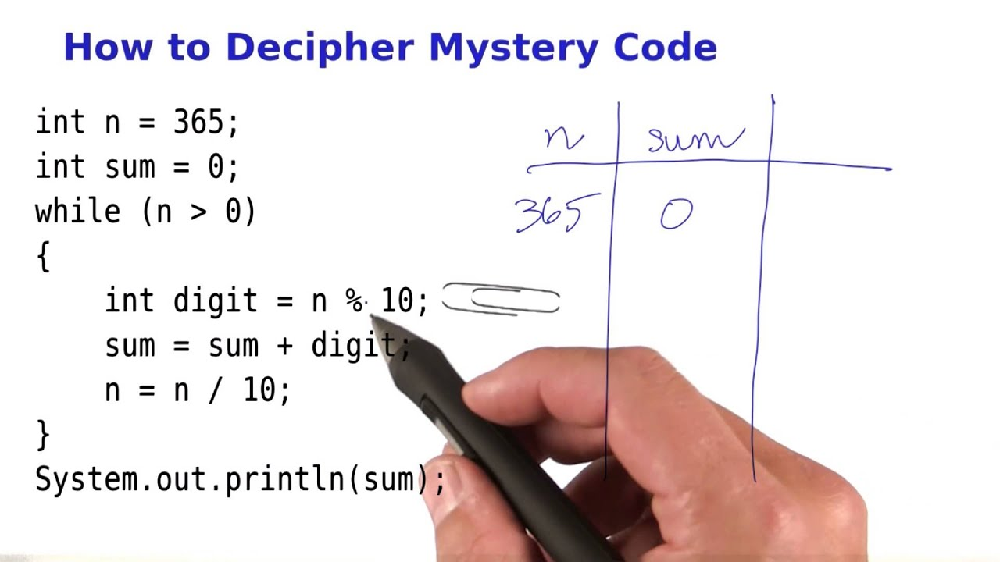 How to Decipher Mystery Code
int n = 365;
int sum = 0;
while (n > 0)
{
int digit = n % 10;
sum = sum + digit;
n = n / 10;
}
System.out.println(sum);
n sum
365 0